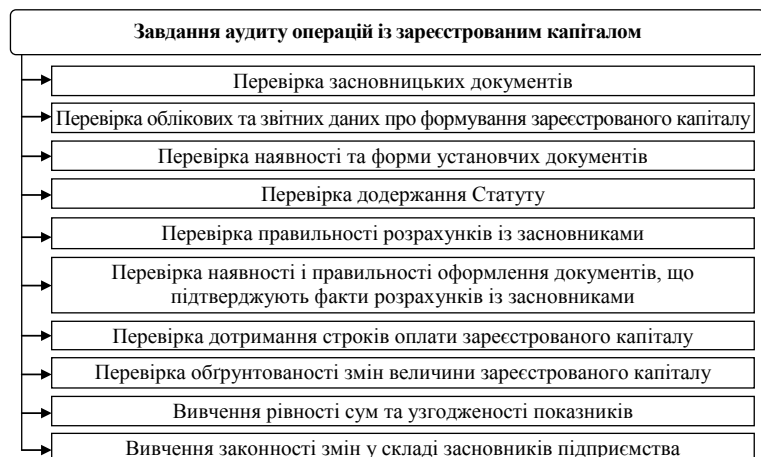 Завдання аудиту операцій із зареєстрованим капіталом
Перевірка засновницьких документів
Перевірка облікових та звітних даних про формування зареєстрованого капіталу
Перевірка наявності та форми установчих документів
Перевірка додержання Статуту
Перевірка правильності розрахунків із засновниками
Перевірка наявності і правильності оформлення документів, що
підтверджують факти розрахунків із засновниками
Перевірка дотримання строків оплати зареєстрованого капіталу
Перевірка обґрунтованості змін величини зареєстрованого капіталу
Вивчення рівності сум та узгодженості показників
Вивчення законності змін у складі засновників підприємства